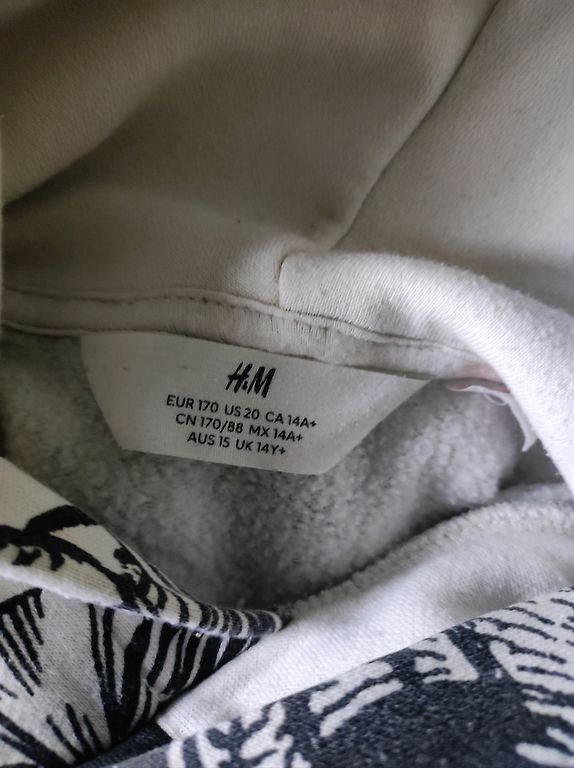 H&M
EUR 170 US 20 CA 14A+
CN 170/88 MX 14A+
AUS 15 UK 14Y+